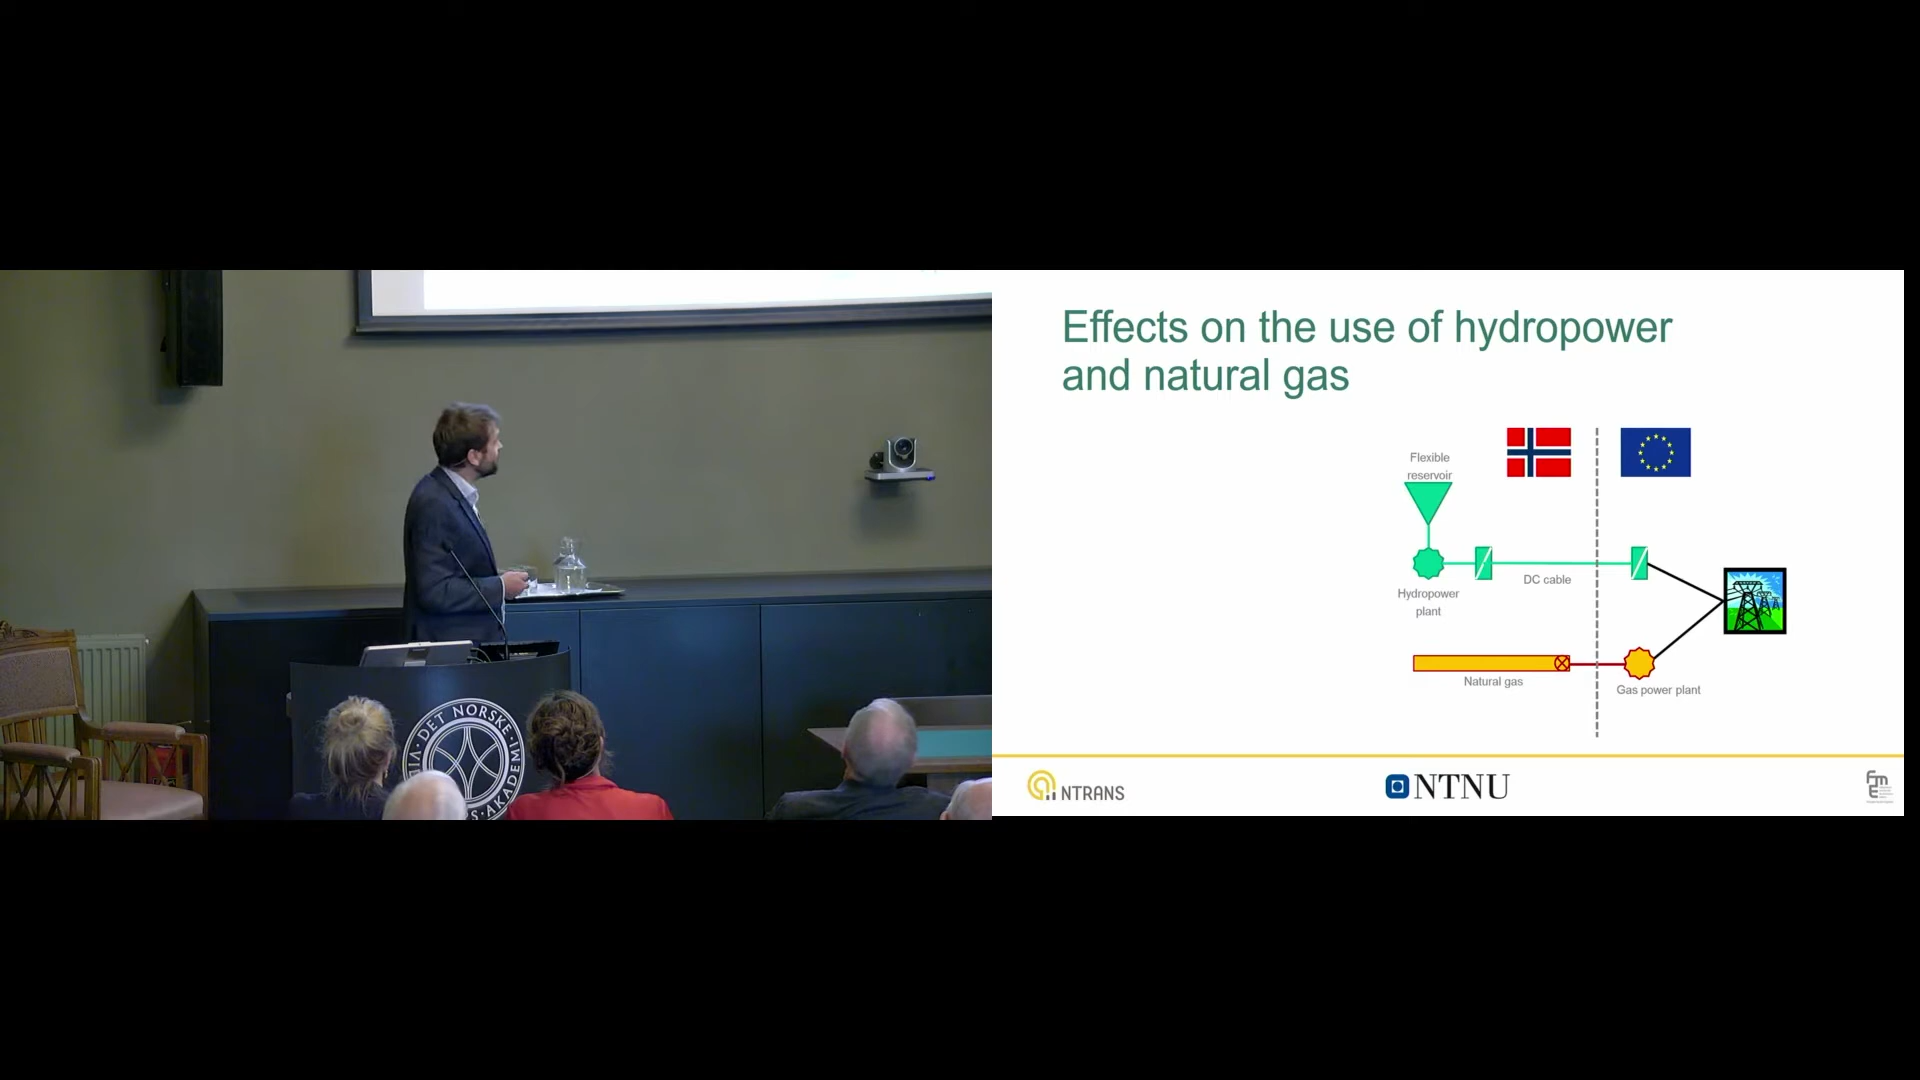 Effects on the use of hydropower
and natural gas
Flexible
reservoir
DC cable
Hydropower
plant
Natural gas
Gas power plant
NTRANS
NTNU
FME
DET NORSKE